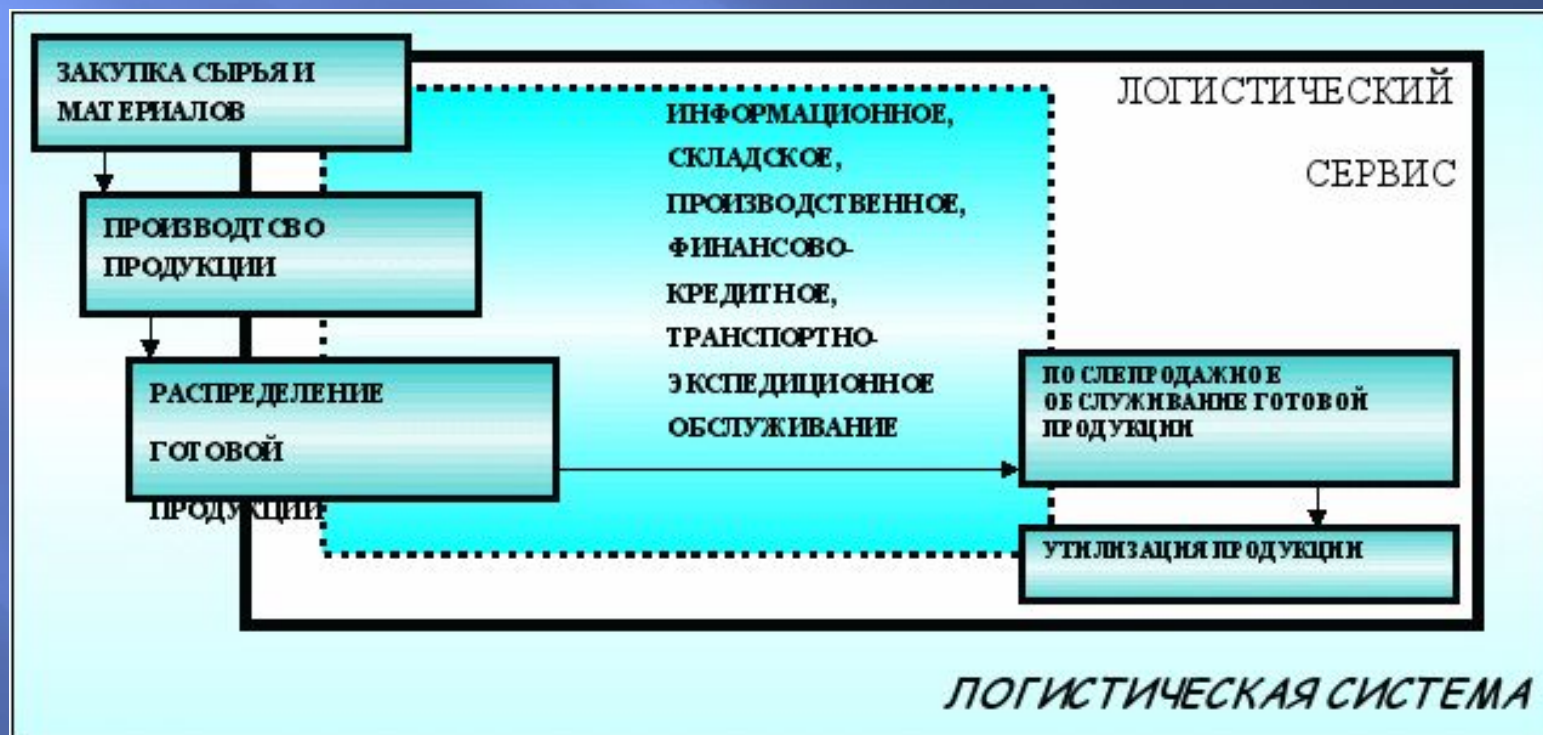 ЗАКУПКА СЫРЬЯ И
МАТЕРИАЛОВ
ПРОИЗВОДТСВО
ПРОДУКЦИИ
РАСПРЕДЕЛЕНИЕ
ГОТОВОЙ
ПРОДУКЦИИ
ИНФОРМАЦИОННОЕ,
СКЛАДСКОЕ,
ПРОИЗВОДСТВЕННОЕ,
ФИНАНСОВО-
КРЕДИТНОЕ,
ТРАНСПОРТНО-
ЭКСПЕДИЦИОННОЕ
ОБСЛУЖИВАНИЕ
ЛОГИСТИЧЕСКИЙ
СЕРВИС
ПОСЛЕПРОДАЖНОЕ
ОБСЛУЖИВАНИЕ ГОТОВОЙ
ПРОДУКЦИИ
УТИЛИЗАЦИЯ ПРОДУКЦИИ
ЛОГИСТИЧЕСКАЯ СИСТЕМА